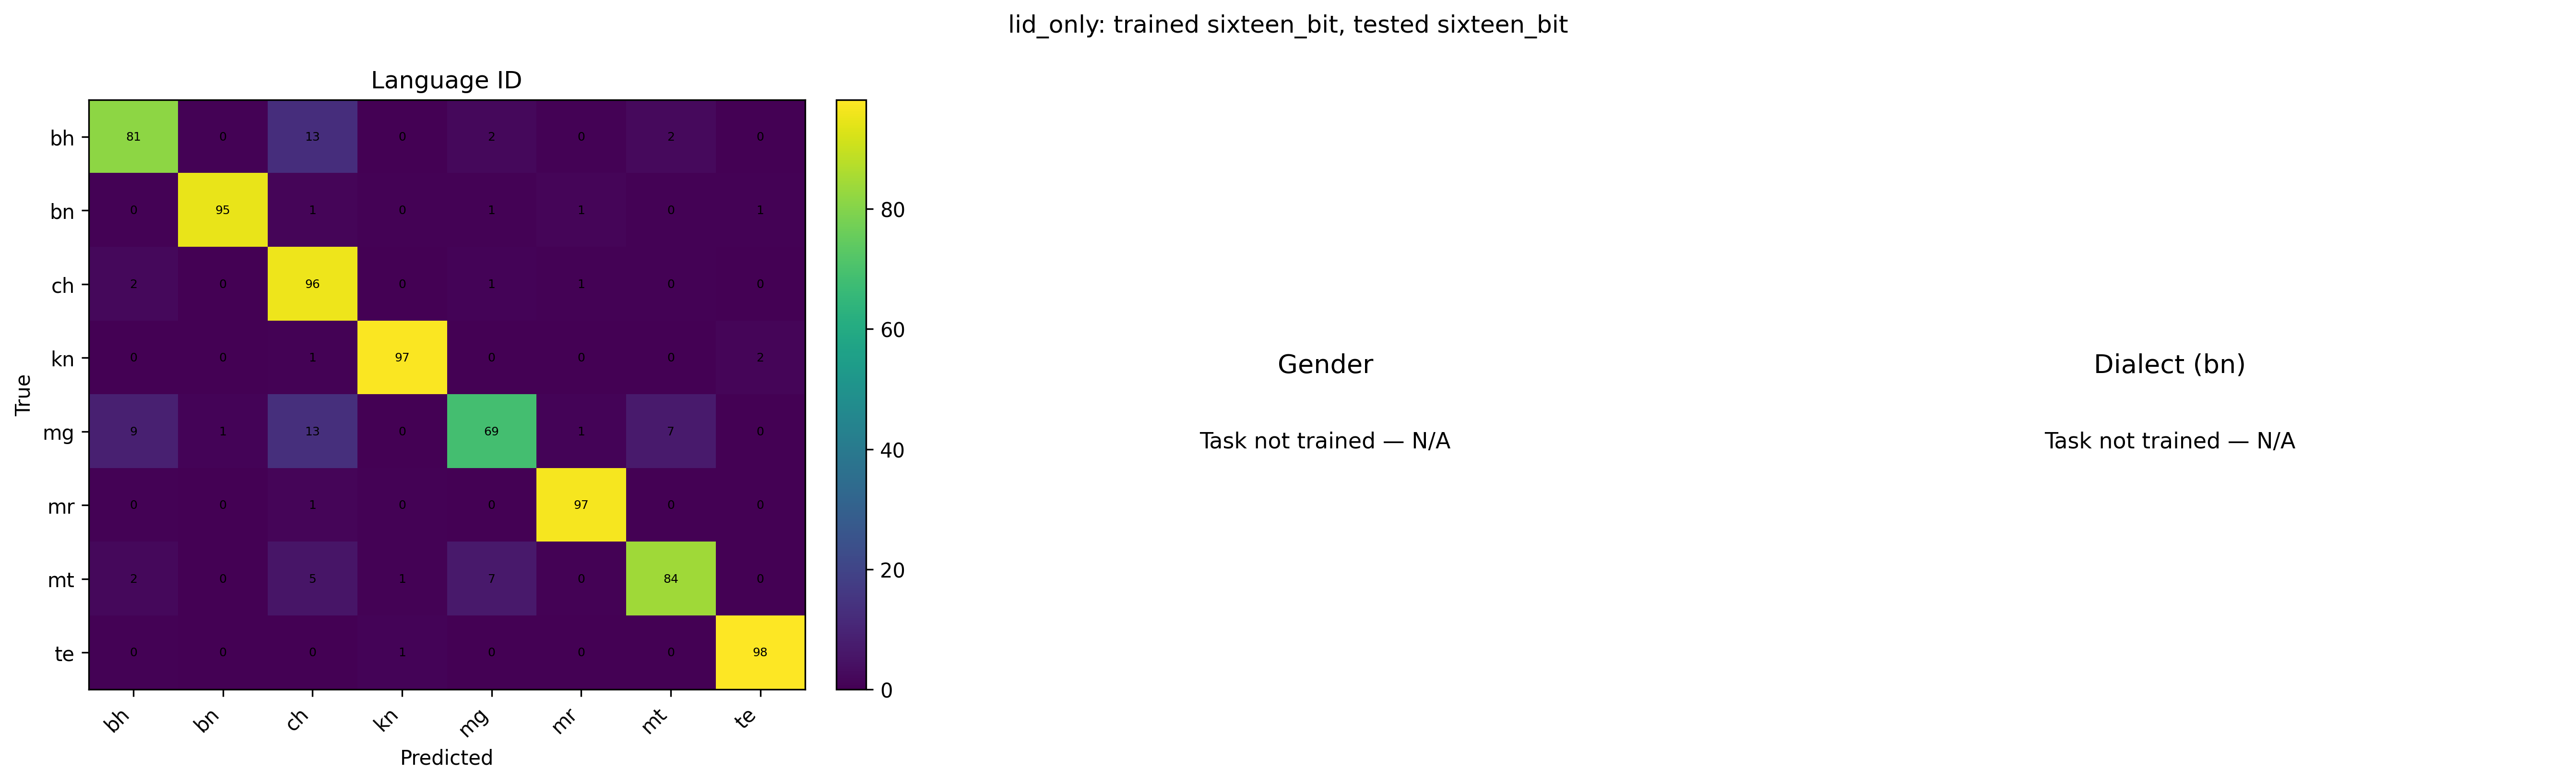 lid_only: trained sixteen_bit, tested sixteen_bit
Language ID
bh 81 0 13 0 2 0 2 0
bn 0 95 1 0 1 1 0 1
ch 2 0 96 0 1 1 0 0
kn 0 0 1 97 0 0 0 2
mg 9 1 13 0 69 1 7 0
mr 0 0 1 0 0 97 0 0
mt 2 0 5 1 7 0 84 0
te 0 0 0 1 0 0 0 98
bh bn ch kn mg mr mt te
Predicted
True
80
60
40
20
0
Gender
Task not trained — N/A
Dialect (bn)
Task not trained — N/A